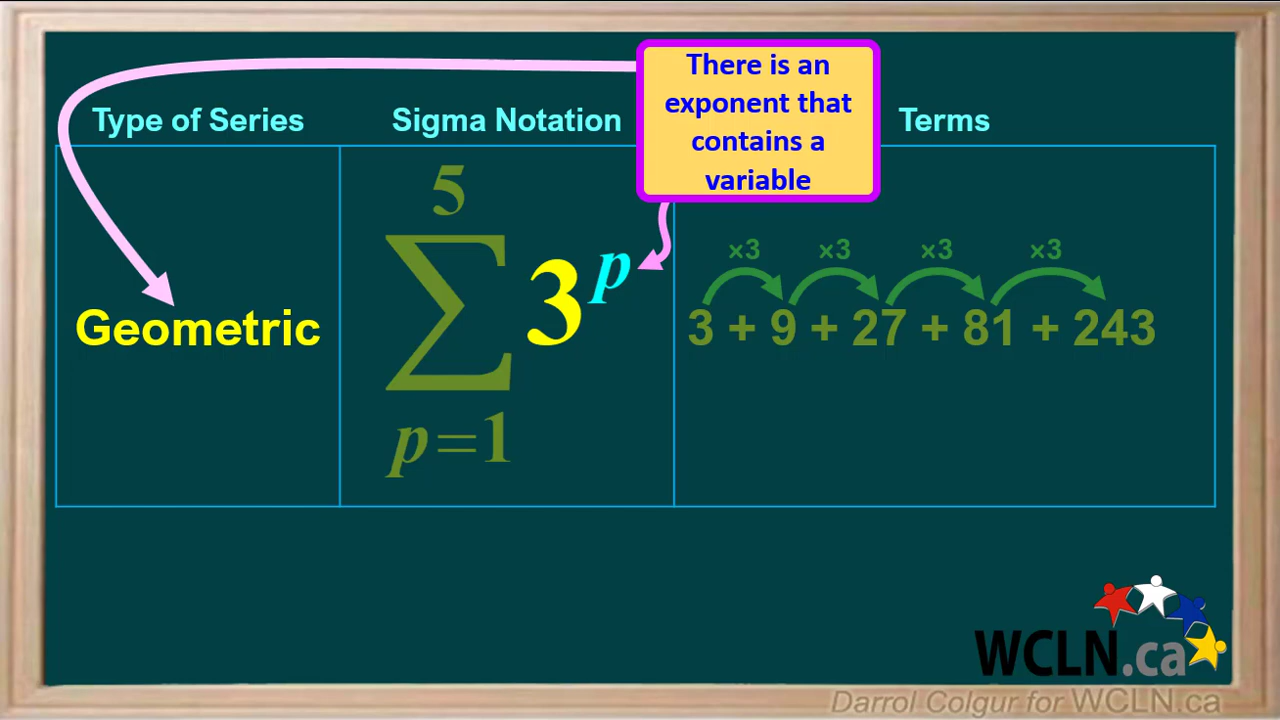 There is an
exponent that
contains a
variable
Type of Series
Sigma Notation
Terms
Geometric
5
∑ 3^p
p=1
×3 ×3 ×3 ×3
3 + 9 + 27 + 81 + 243
WCLN.ca
Darrol Colgur for WCLN.ca